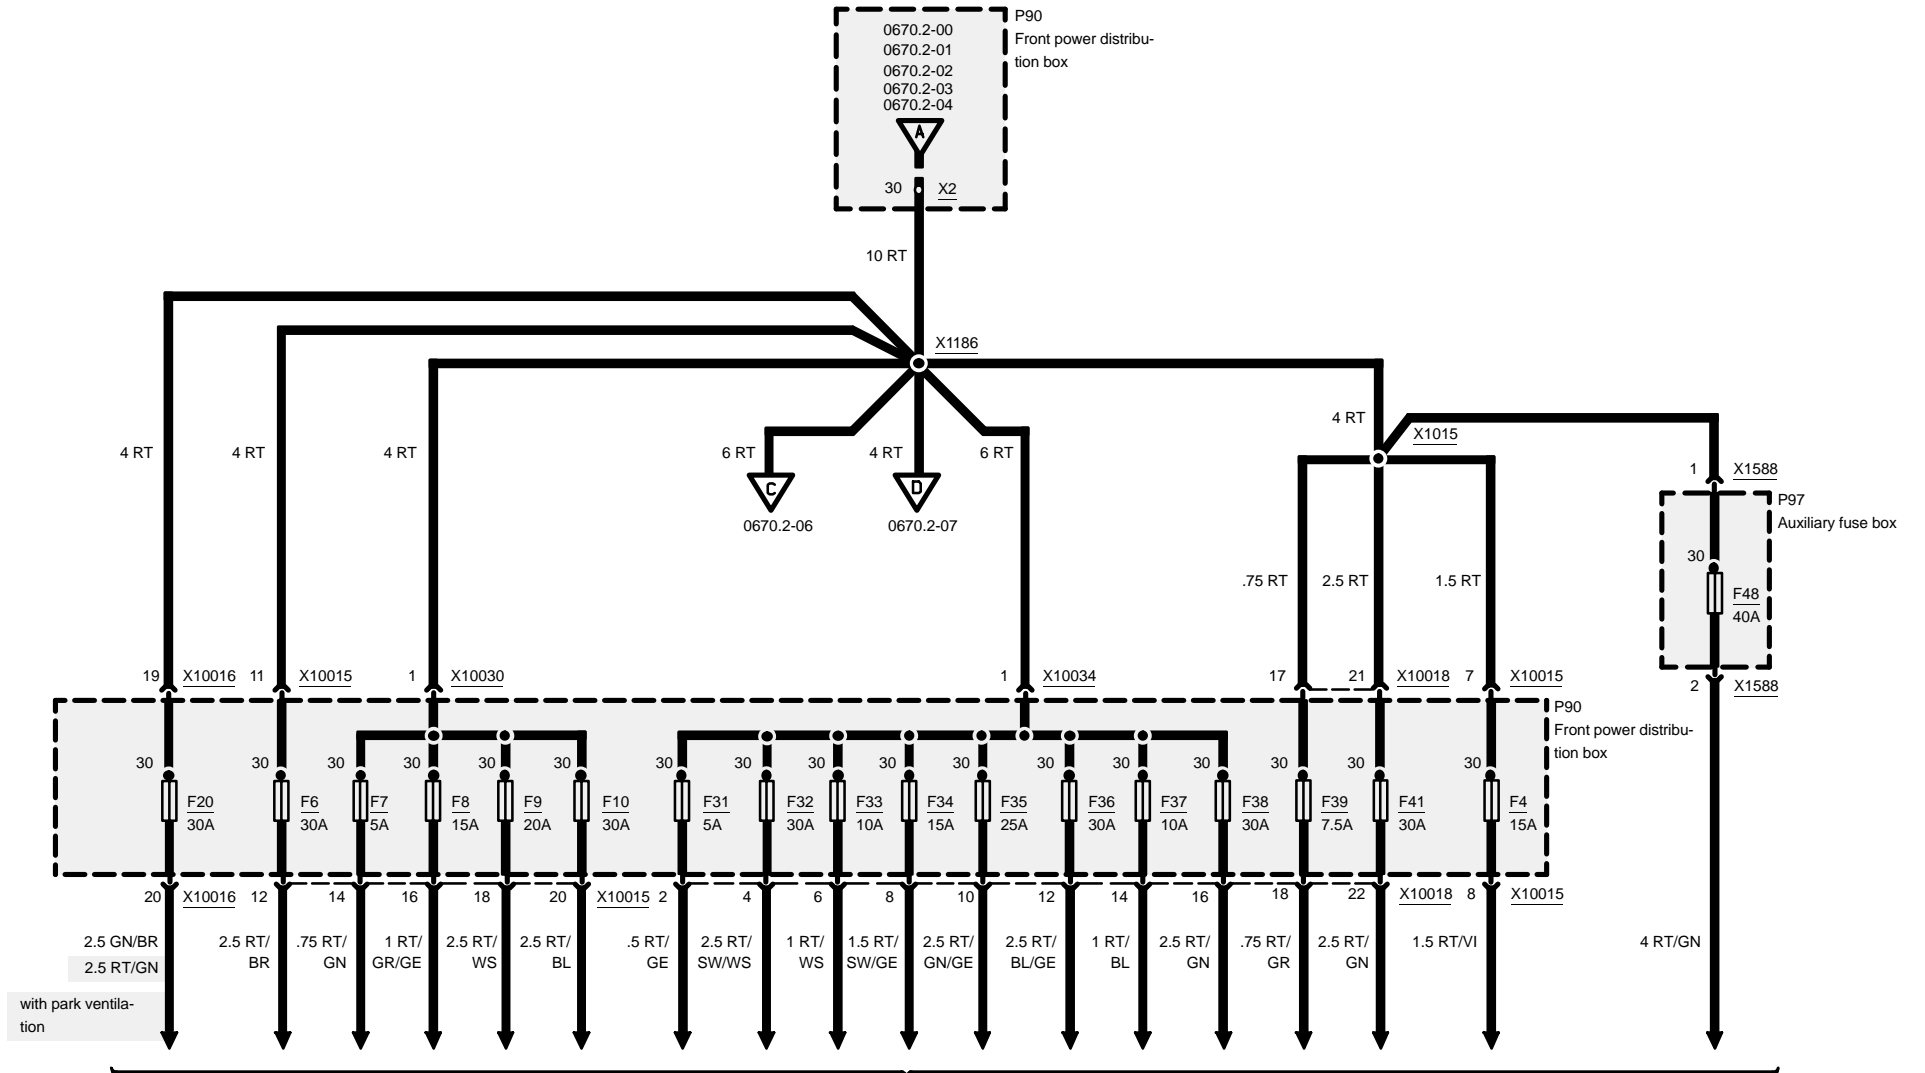 P90
Front power distribu-
tion box
0670.2-00
0670.2-01
0670.2-02
0670.2-03
0670.2-04
A
30 X2
10 RT
X1186
4 RT 4 RT 4 RT 6 RT 4 RT 6 RT 4 RT
X1015
C D
0670.2-06 0670.2-07
1 X1588
P97
Auxiliary fuse box
30
F48
40A
2 X1588
.75 RT 2.5 RT 1.5 RT
19 X10016 11 X10015 1 X10030 1 X10034 17 21 X10018 7 X10015
P90
Front power distribu-
tion box
30 30 30 30 30 30 30 30 30 30 30 30 30 30 30 30 30
F20 F6 F7 F8 F9 F10 F31 F32 F33 F34 F35 F36 F37 F38 F39 F41 F4
30A 30A 5A 15A 20A 30A 5A 30A 10A 15A 25A 30A 10A 30A 7.5A 30A 15A
20 X10016 12 14 16 18 20 X10015 2 4 6 8 10 12 14 16 18 22 X10018 8 X10015
2.5 GN/BR 2.5 RT/ .75 RT/ 1 RT/ 2.5 RT/ 2.5 RT/ .5 RT/ 2.5 RT/ 1 RT/ 1.5 RT/ 2.5 RT/ 2.5 RT/ 1 RT/ 2.5 RT/ .75 RT/ 2.5 RT/ 1.5 RT/VI 4 RT/GN
BR GN GR/GE WS BL GE SW/WS WS SW/GE GN/GE BL/GE BL GN GR GN
2.5 RT/GN
with park ventila-
tion